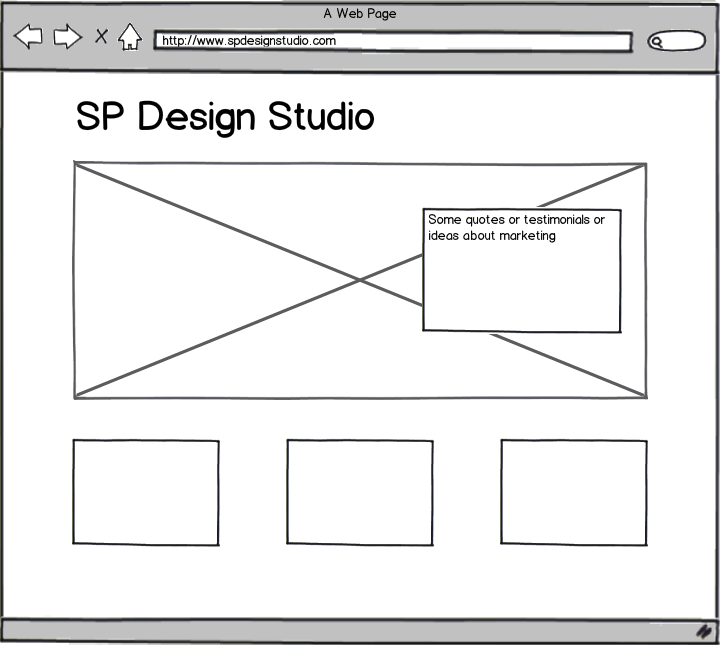 A Web Page
http://www.spdesignstudio.com
SP Design Studio
Some quotes or testimonials or
ideas about marketing